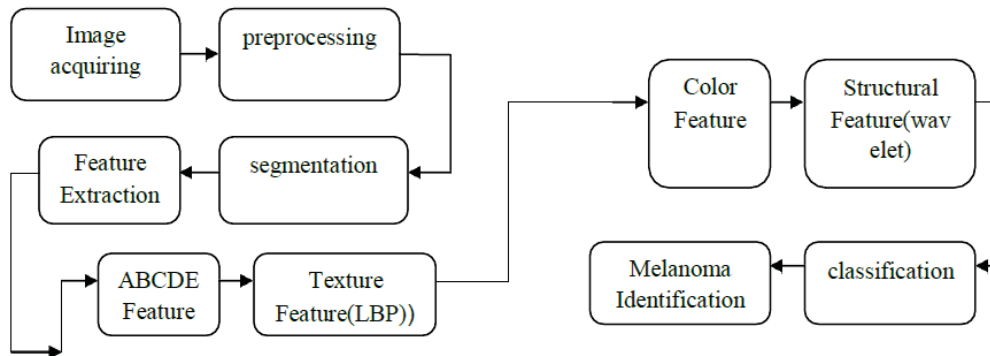 Image
acquiring
preprocessing
segmentation
Feature
Extraction
ABCDE
Feature
Texture
Feature(LBP))
Color
Feature
Structural
Feature(wav
elet)
classification
Melanoma
Identification